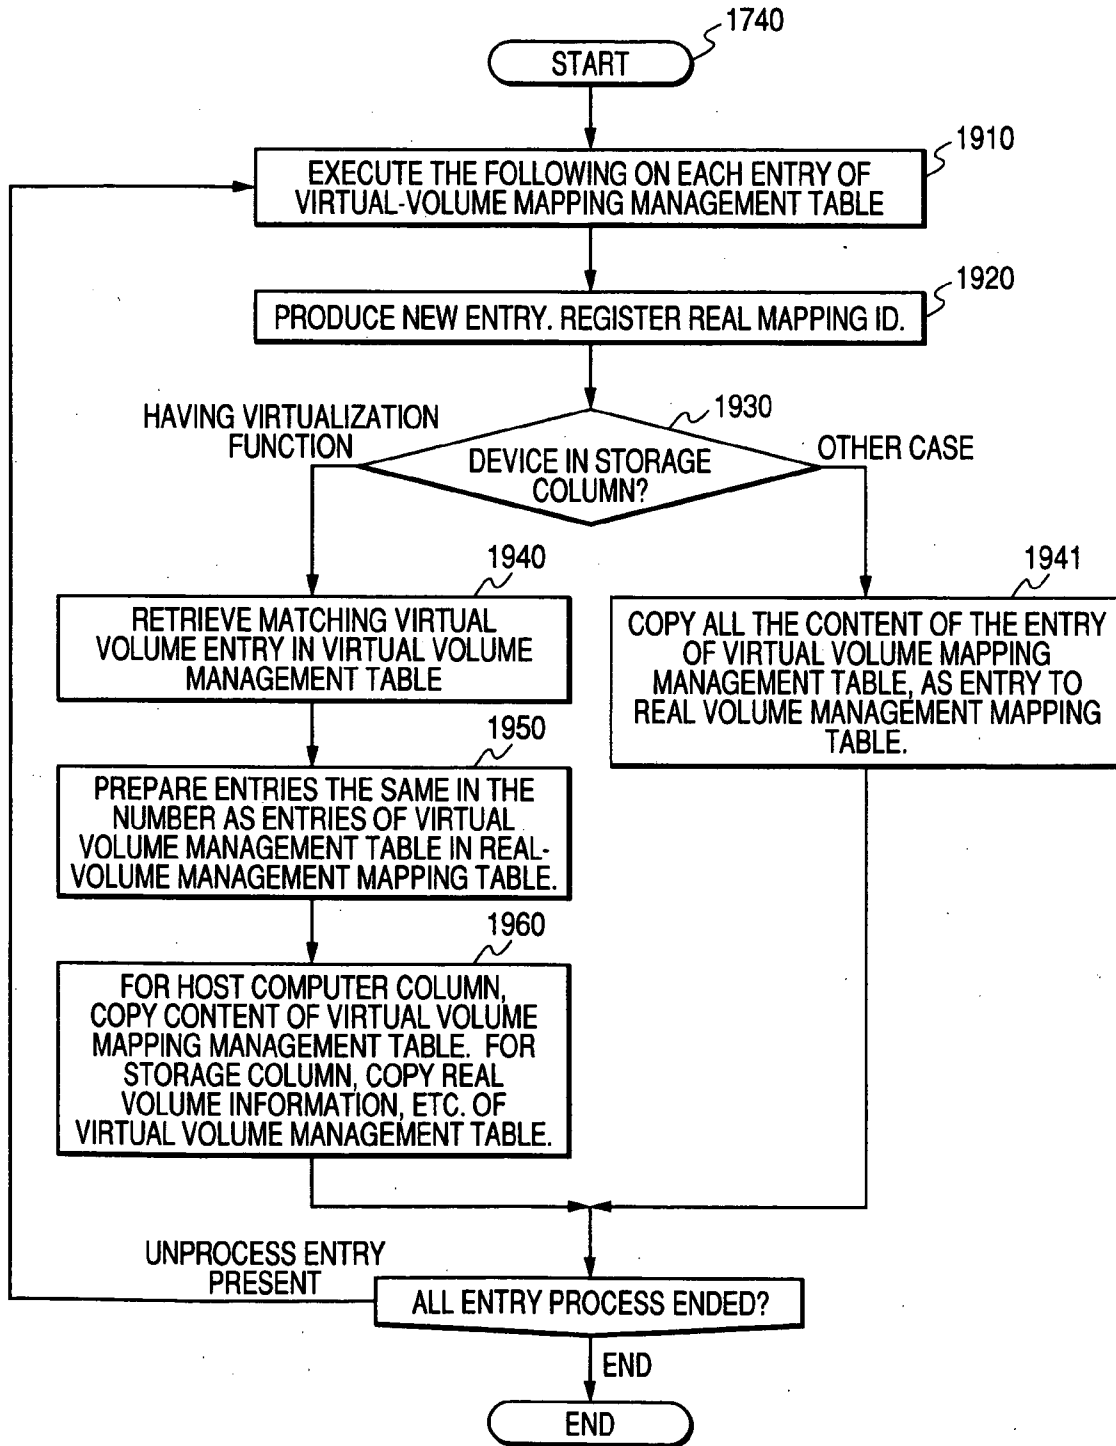 1740
START
1910
EXECUTE THE FOLLOWING ON EACH ENTRY OF
VIRTUAL-VOLUME MAPPING MANAGEMENT TABLE
1920
PRODUCE NEW ENTRY. REGISTER REAL MAPPING ID.
1930
HAVING VIRTUALIZATION
FUNCTION
OTHER CASE
DEVICE IN STORAGE
COLUMN?
1940
RETRIEVE MATCHING VIRTUAL
VOLUME ENTRY IN VIRTUAL VOLUME
MANAGEMENT TABLE
1941
COPY ALL THE CONTENT OF THE ENTRY
OF VIRTUAL VOLUME MAPPING
MANAGEMENT TABLE, AS ENTRY TO
REAL VOLUME MANAGEMENT MAPPING
TABLE.
1950
PREPARE ENTRIES THE SAME IN THE
NUMBER AS ENTRIES OF VIRTUAL
VOLUME MANAGEMENT TABLE IN REAL-
VOLUME MANAGEMENT MAPPING TABLE.
1960
FOR HOST COMPUTER COLUMN,
COPY CONTENT OF VIRTUAL VOLUME
MAPPING MANAGEMENT TABLE. FOR
STORAGE COLUMN, COPY REAL
VOLUME INFORMATION, ETC. OF
VIRTUAL VOLUME MANAGEMENT TABLE.
UNPROCESS ENTRY
PRESENT
ALL ENTRY PROCESS ENDED?
END
END